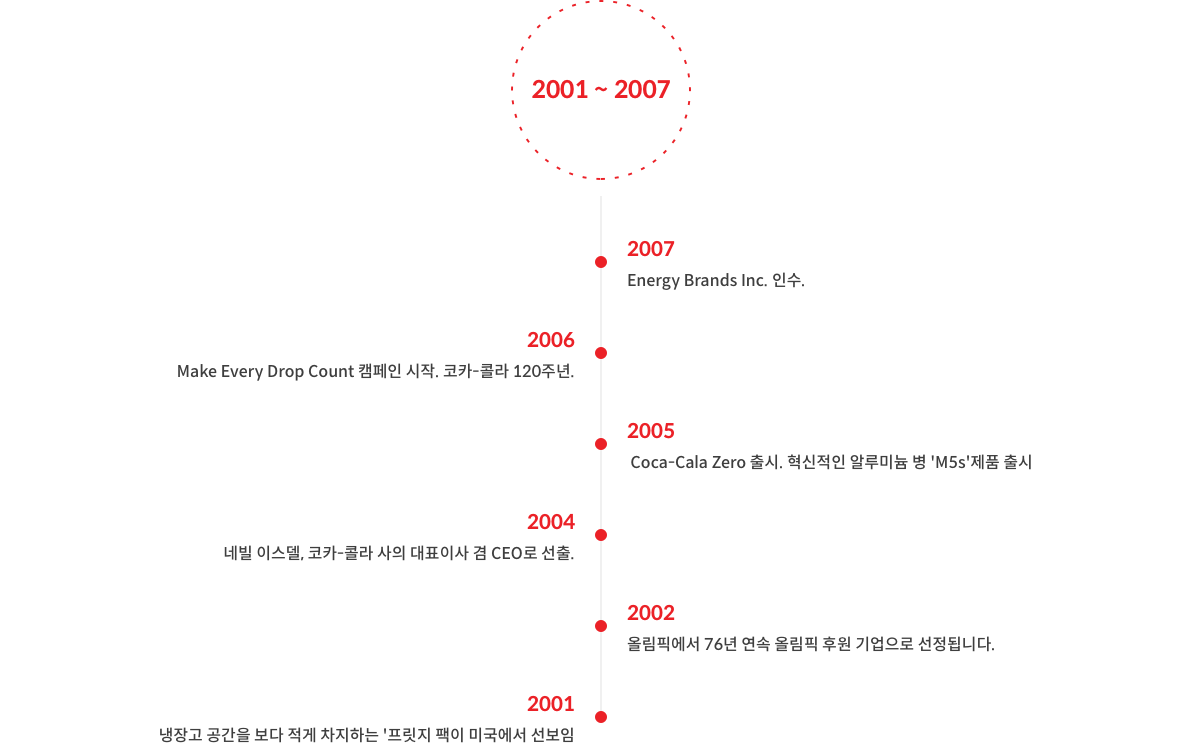 2001 ~ 2007
2007
Energy Brands Inc. 인수.
2006
Make Every Drop Count 캠페인 시작. 코카-콜라 120주년.
2005
Coca-Cala Zero 출시. 혁신적인 알루미늄 병 'M5s'제품 출시
2004
네빌 이스델, 코카-콜라 사의 대표이사 겸 CEO로 선출.
2002
올림픽에서 76년 연속 올림픽 후원 기업으로 선정됩니다.
2001
냉장고 공간을 보다 적게 차지하는 '프릿지 팩이 미국에서 선보임